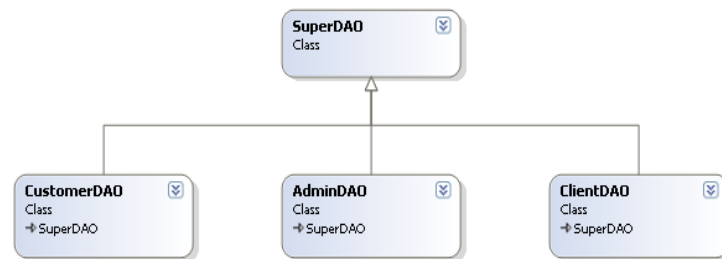 SuperDAO
Class
CustomerDAO
Class
SuperDAO
AdminDAO
Class
SuperDAO
ClientDAO
Class
SuperDAO